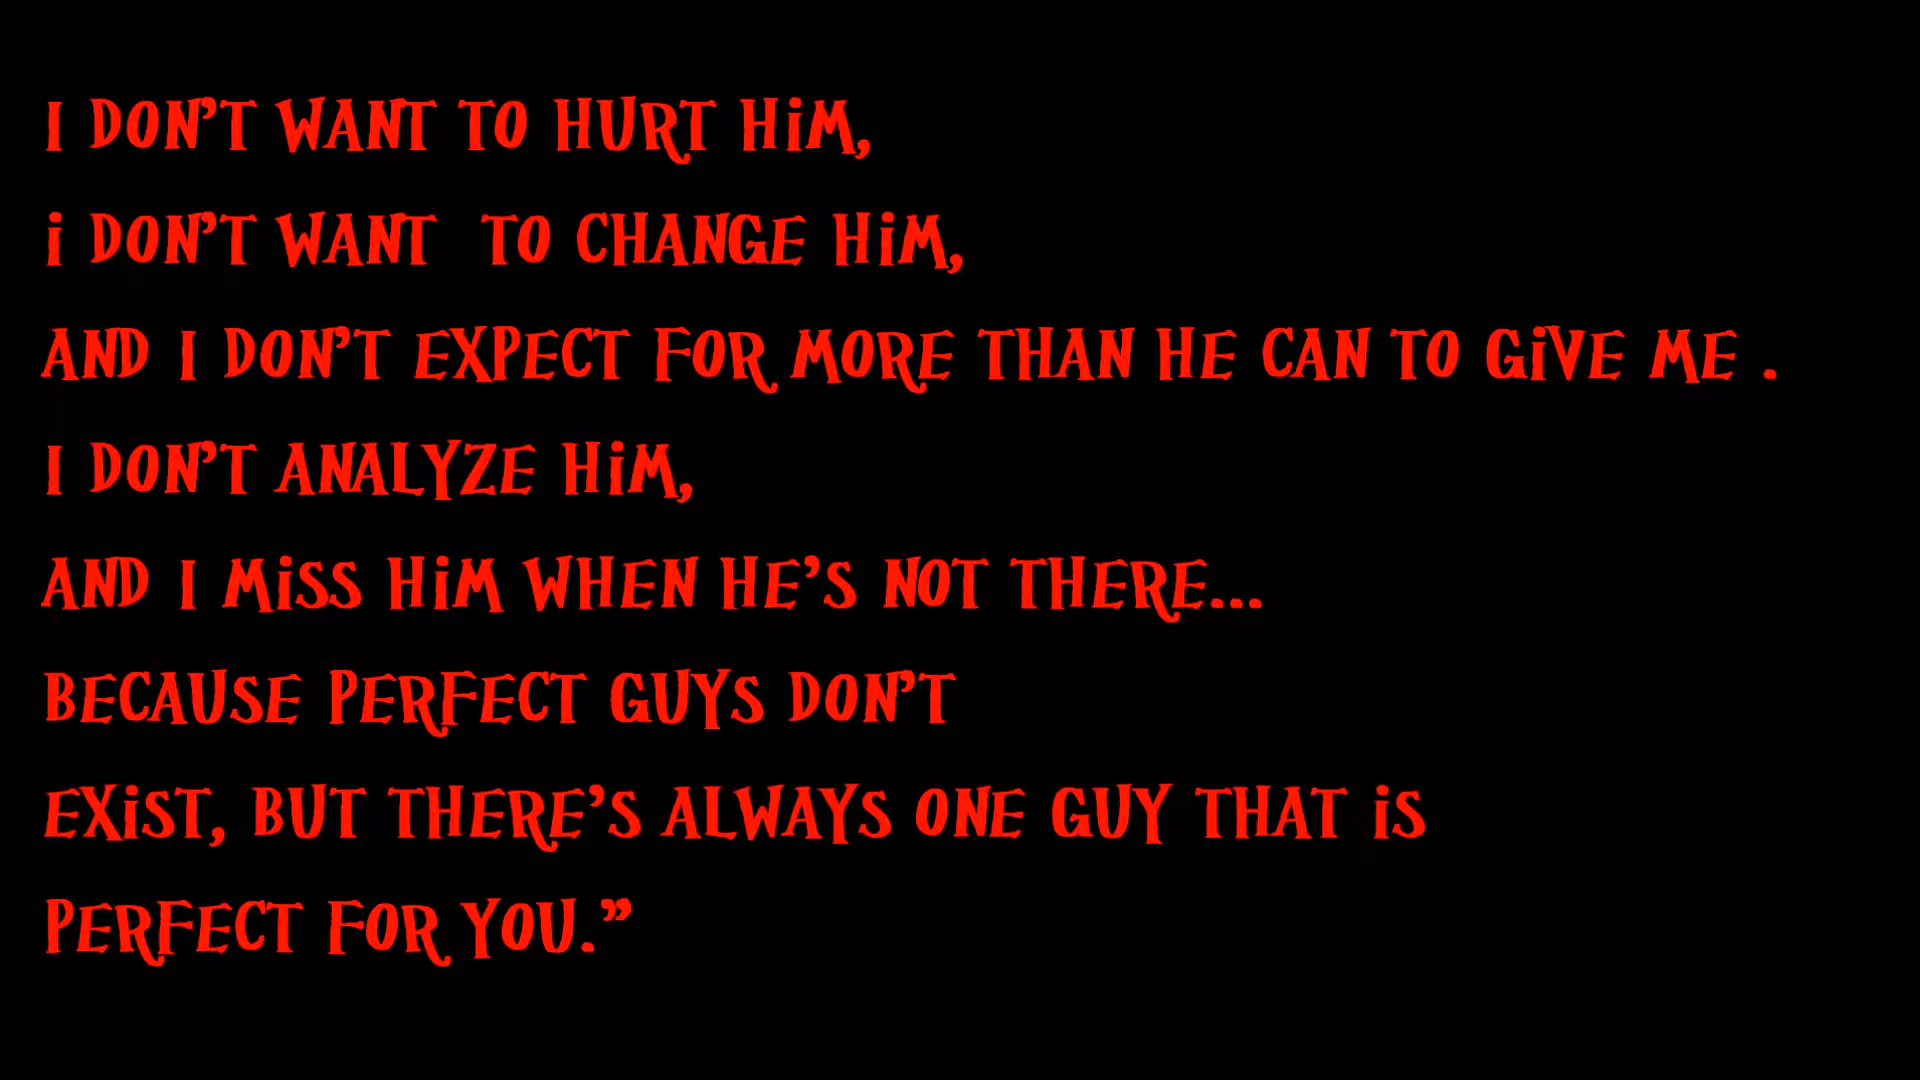 I DON'T WANT TO HURT HiM,
i DON'T WANT  TO CHANGE HiM,
AND I DON'T EXPECT FOR MORE THAN HE CAN TO GiVE ME .
I DON'T ANALYZE HiM,
AND I MiSS HiM WHEN HE'S NOT THERE...
BECAUSE PERFECT GUYS DON'T
EXiST, BUT THERE'S ALWAYS ONE GUY THAT iS
PERFECT FOR YOU.”